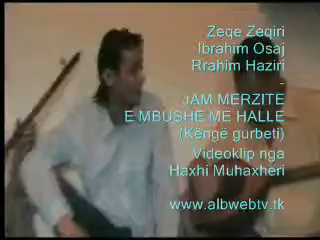 Zeqe Zeqiri
Ibrahim Osaj
Rrahim Haziri
-
JAM MERZITE
E MBUSHE ME HALLE
(Këngë gurbeti)
Videoklip nga
Haxhi Muhaxheri
www.albwebtv.tk